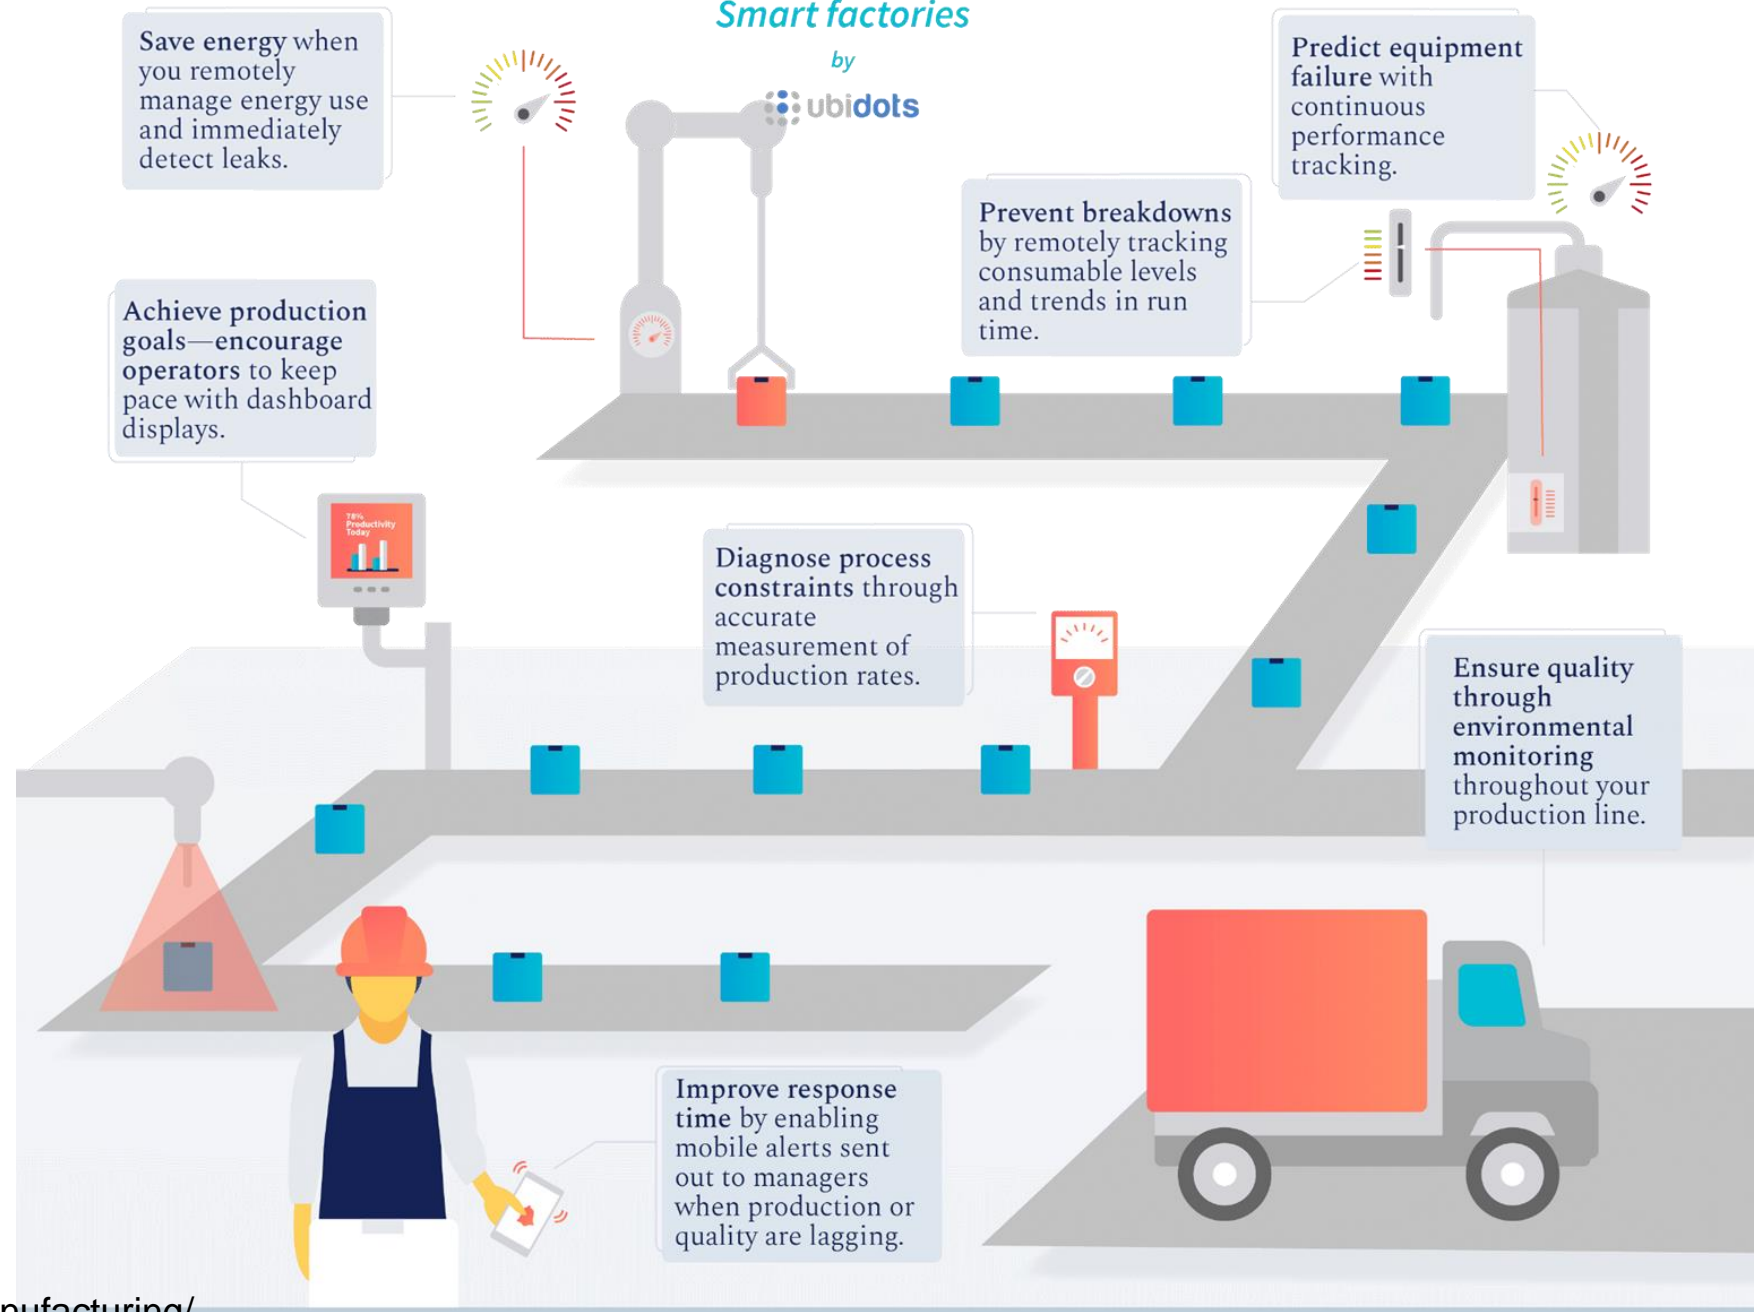 Smart factories
by
ubidots
Save energy when
you remotely
manage energy use
and immediately
detect leaks.
Predict equipment
failure with
continuous
performance
tracking.
Prevent breakdowns
by remotely tracking
consumable levels
and trends in run
time.
Achieve production
goals—encourage
operators to keep
pace with dashboard
displays.
78%
Productivity
Today
Diagnose process
constraints through
accurate
measurement of
production rates.
Ensure quality
through
environmental
monitoring
throughout your
production line.
Improve response
time by enabling
mobile alerts sent
out to managers
when production or
quality are lagging.